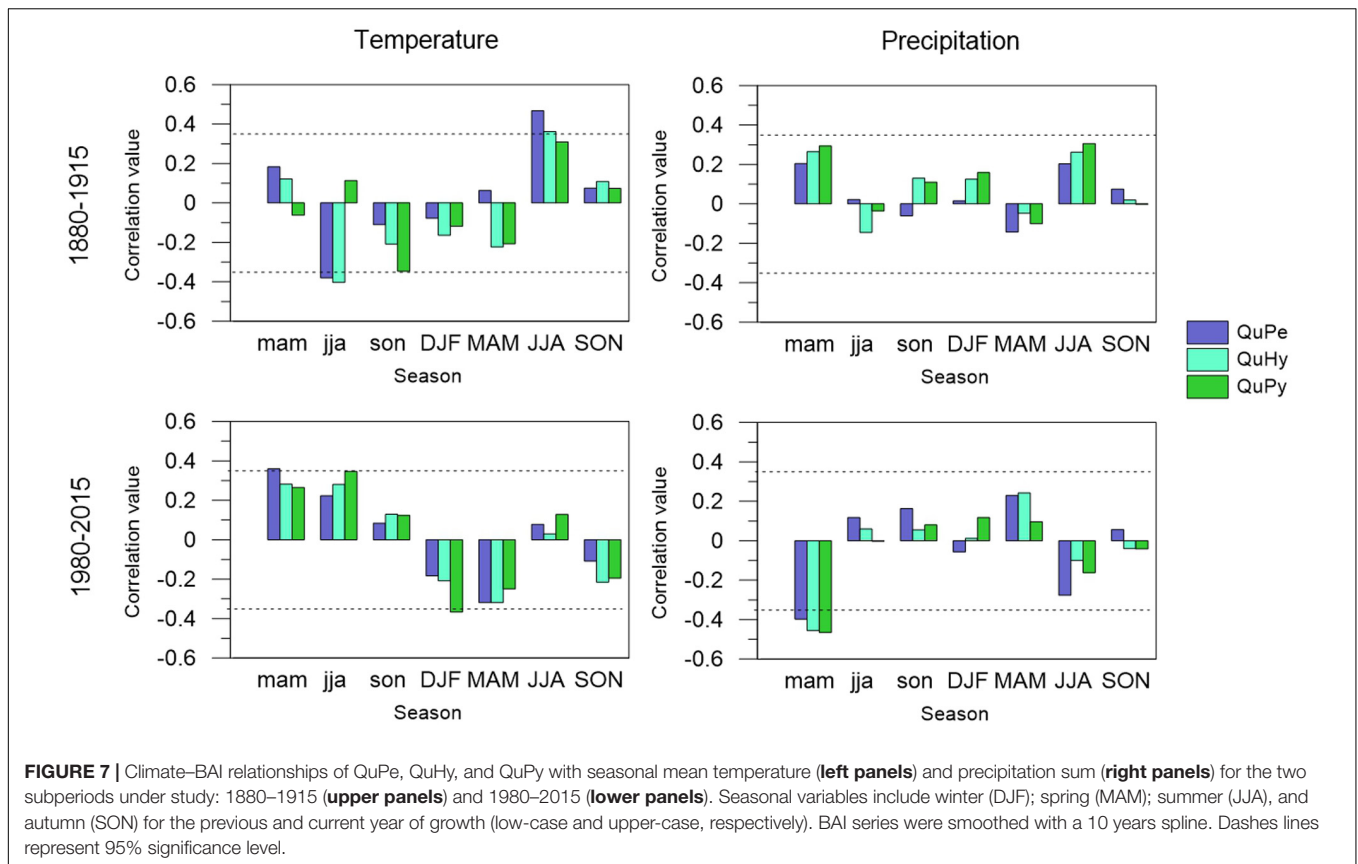 Temperature
Precipitation
1880-1915
Correlation value
0.6
0.4
0.2
0
-0.2
-0.4
-0.6
mam jja son DJF MAM JJA SON
Season
Correlation value
0.6
0.4
0.2
0
-0.2
-0.4
-0.6
mam jja son DJF MAM JJA SON
Season
QuPe
QuHy
QuPy
1980-2015
Correlation value
0.6
0.4
0.2
0
-0.2
-0.4
-0.6
mam jja son DJF MAM JJA SON
Season
Correlation value
0.6
0.4
0.2
0
-0.2
-0.4
-0.6
mam jja son DJF MAM JJA SON
Season
FIGURE 7 | Climate–BAI relationships of QuPe, QuHy, and QuPy with seasonal mean temperature (left panels) and precipitation sum (right panels) for the two
subperiods under study: 1880–1915 (upper panels) and 1980–2015 (lower panels). Seasonal variables include winter (DJF); spring (MAM); summer (JJA), and
autumn (SON) for the previous and current year of growth (low-case and upper-case, respectively). BAI series were smoothed with a 10 years spline. Dashes lines
represent 95% significance level.